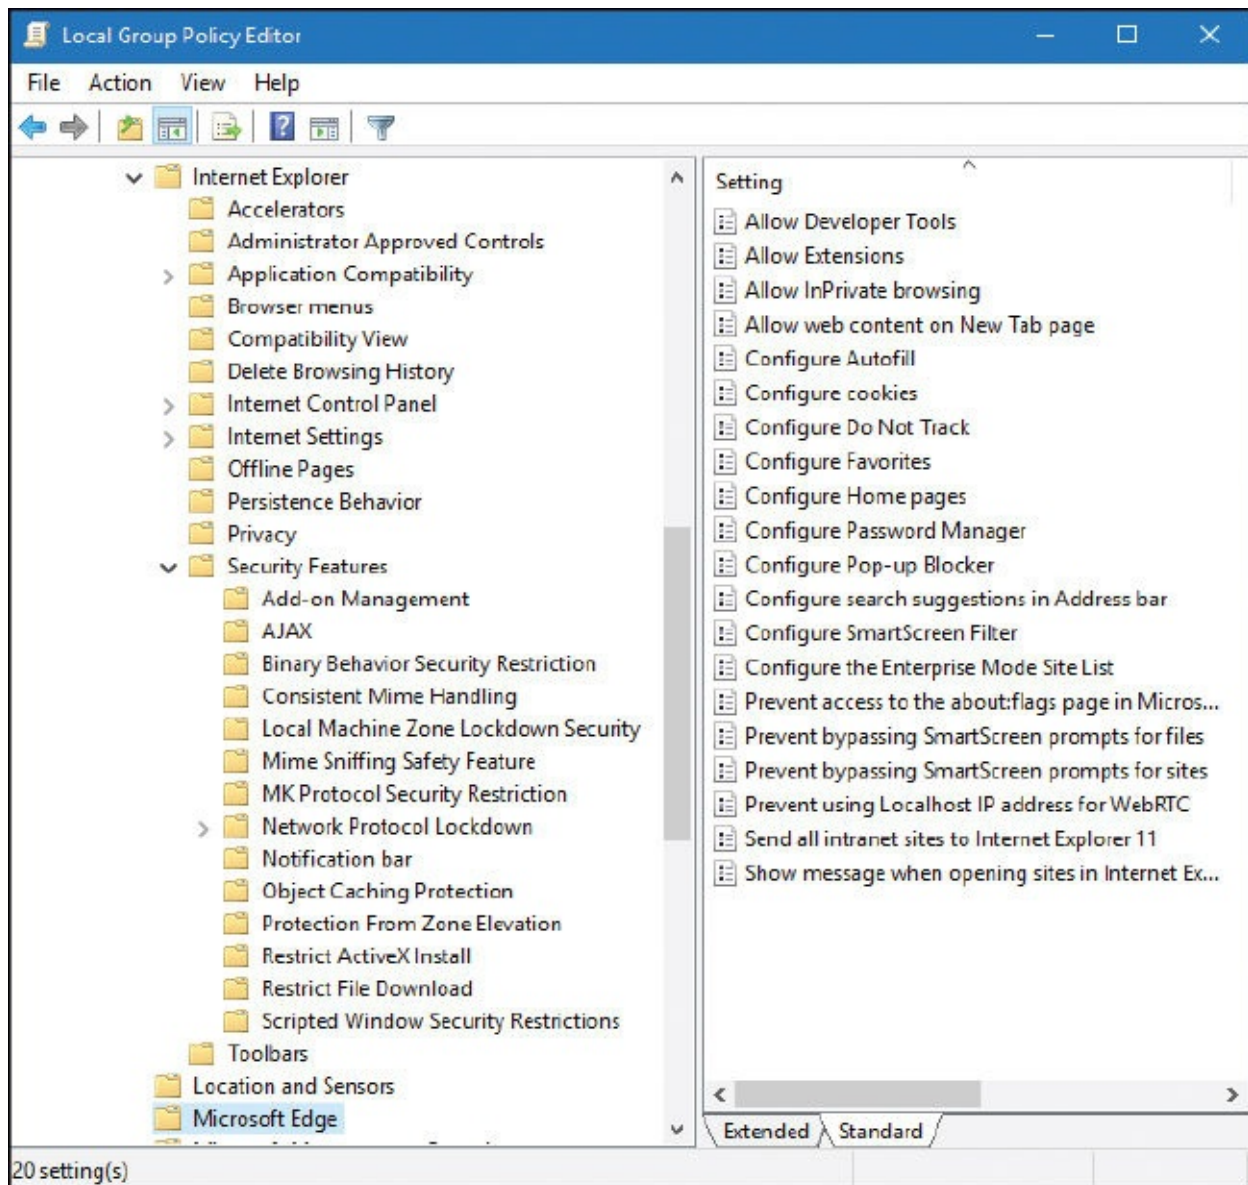 Local Group Policy Editor
File Action View Help
Internet Explorer
Accelerators
Administrator Approved Controls
Application Compatibility
Browser menus
Compatibility View
Delete Browsing History
Internet Control Panel
Internet Settings
Offline Pages
Persistence Behavior
Privacy
Security Features
Add-on Management
AJAX
Binary Behavior Security Restriction
Consistent Mime Handling
Local Machine Zone Lockdown Security
Mime Sniffing Safety Feature
MK Protocol Security Restriction
Network Protocol Lockdown
Notification bar
Object Caching Protection
Protection From Zone Elevation
Restrict ActiveX Install
Restrict File Download
Scripted Window Security Restrictions
Toolbars
Location and Sensors
Microsoft Edge
Setting
Allow Developer Tools
Allow Extensions
Allow InPrivate browsing
Allow web content on New Tab page
Configure Autofill
Configure cookies
Configure Do Not Track
Configure Favorites
Configure Home pages
Configure Password Manager
Configure Pop-up Blocker
Configure search suggestions in Address bar
Configure SmartScreen Filter
Configure the Enterprise Mode Site List
Prevent access to the about:flags page in Micros...
Prevent bypassing SmartScreen prompts for files
Prevent bypassing SmartScreen prompts for sites
Prevent using Localhost IP address for WebRTC
Send all intranet sites to Internet Explorer 11
Show message when opening sites in Internet Ex...
Extended Standard
20 setting(s)